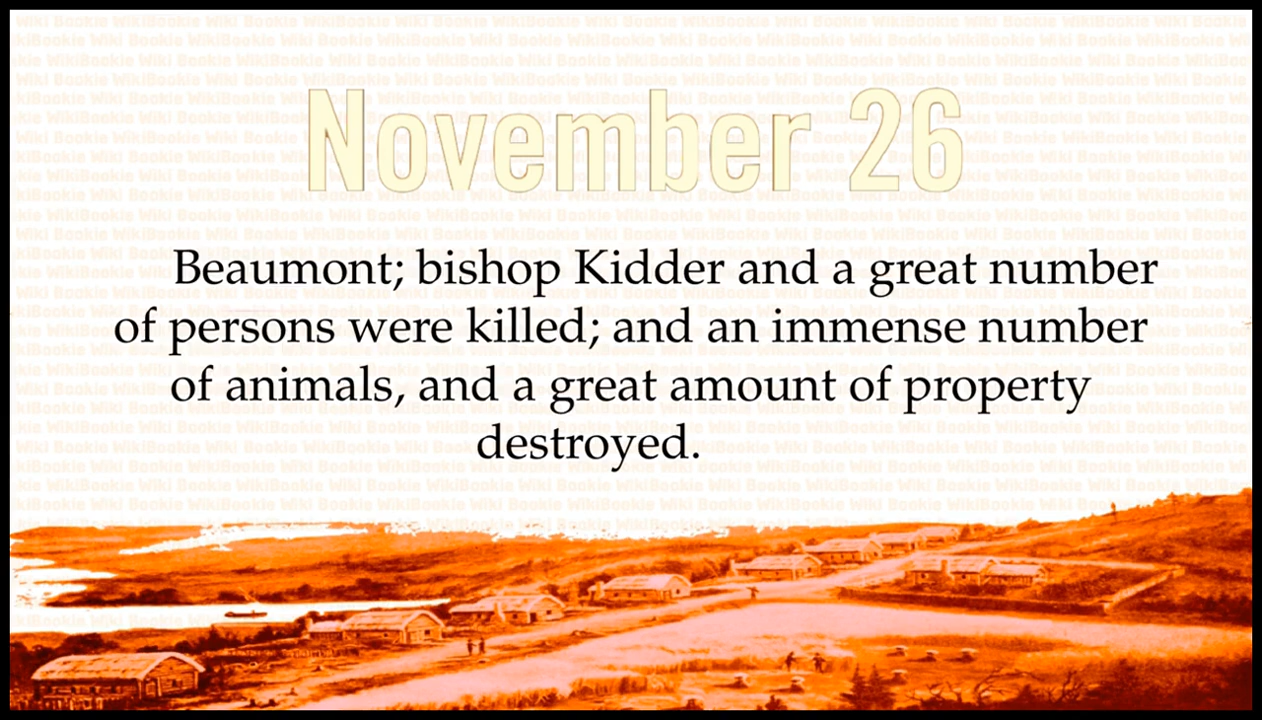 November 26
Beaumont; bishop Kidder and a great number
of persons were killed; and an immense number
of animals, and a great amount of property
destroyed.